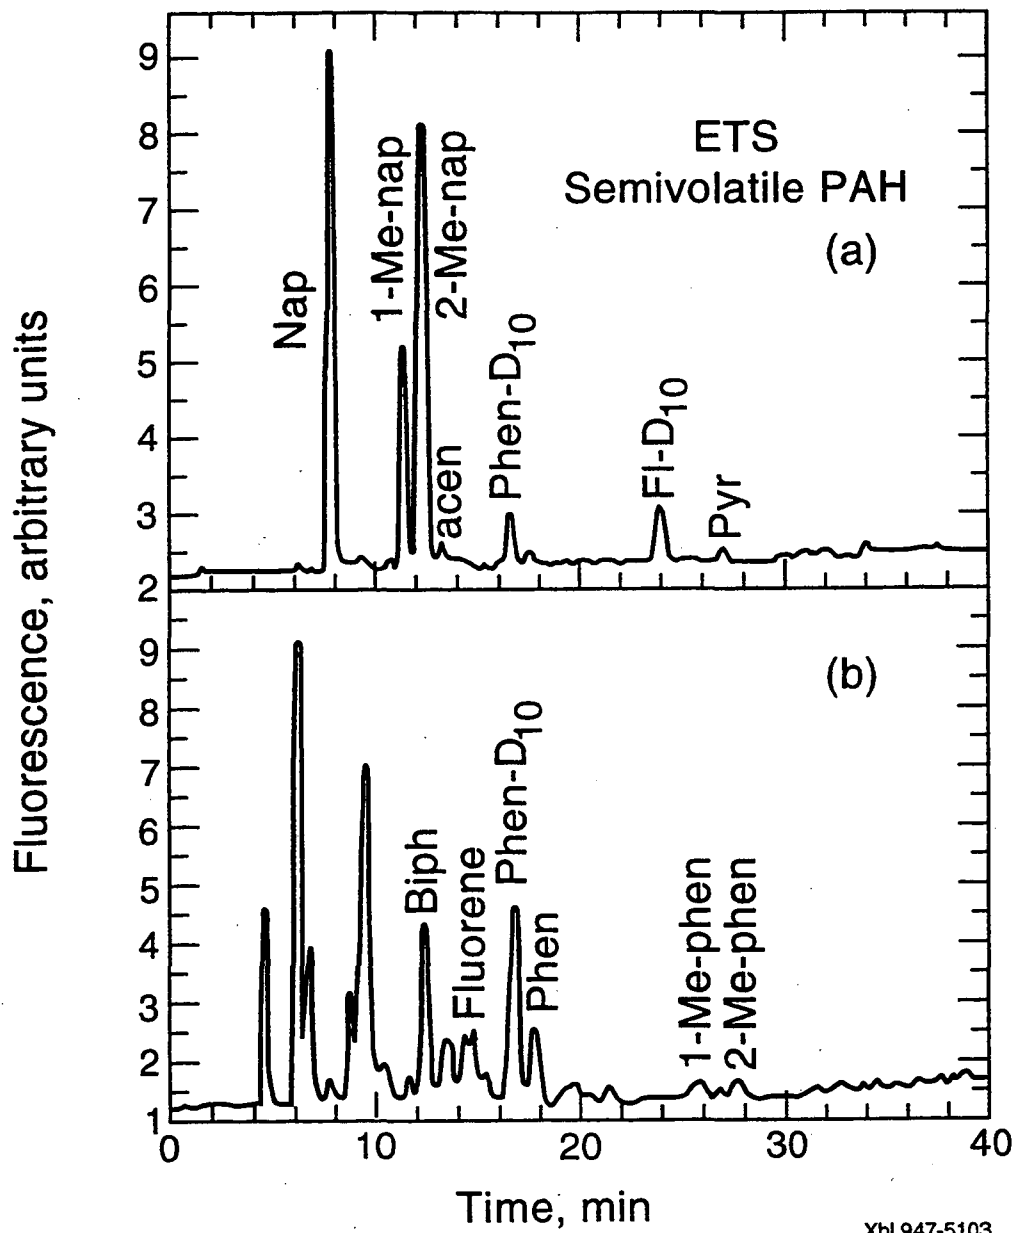 ETS
Semivolatile PAH
(a)
Nap
1-Me-nap
2-Me-nap
acen
Phen-D10
Fl-D10
Pyr
9
8
7
6
5
4
3
2
Fluorescence, arbitrary units
(b)
Biph
Fluorene
Phen-D10
Phen
1-Me-phen
2-Me-phen
9
8
7
6
5
4
3
2
1
0 10 20 30 40
Time, min
Xbl 947-5103